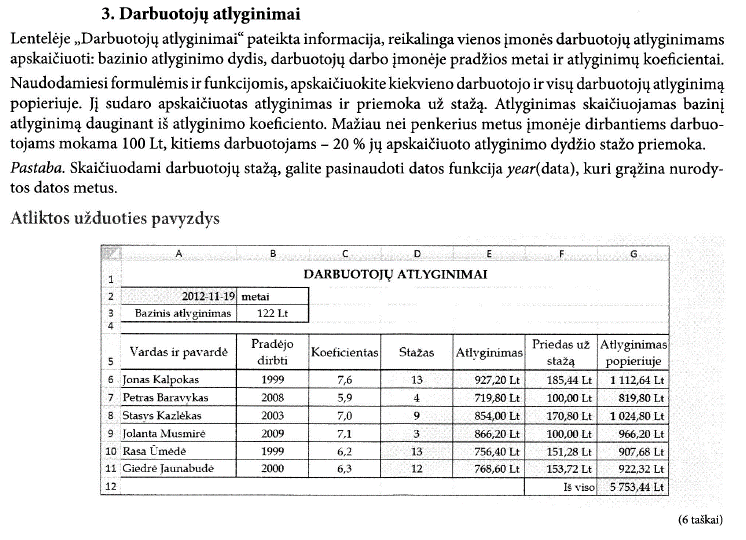 3. Darbuotojų atlyginimai
Lentelėje „Darbuotojų atlyginimai“ pateikta informacija, reikalinga vienos įmonės darbuotojų atlyginimams
apskaičiuoti: bazinio atlyginimo dydis, darbuotojų darbo įmonėje pradžios metai ir atlyginimų koeficientai.
Naudodamiesi formulėmis ir funkcijomis, apskaičiuokite kiekvieno darbuotojo ir visų darbuotojų atlyginimą
popieriuje. Jį sudaro apskaičiuotas atlyginimas ir priemoka už stažą. Atlyginimas skaičiuojamas bazinį
atlyginimą dauginant iš atlyginimo koeficiento. Mažiau nei penkerius metus įmonėje dirbantiems darbuo-
tojams mokama 100 Lt, kitiems darbuotojams – 20 % jų apskaičiuoto atlyginimo dydžio stažo priemoka.
Pastaba. Skaičiuodami darbuotojų stažą, galite pasinaudoti datos funkcija year(data), kuri grąžina nurody-
tos datos metus.
Atliktos užduoties pavyzdys
A B C D E F G
1 DARBUOTOJŲ ATLYGINIMAI
2 2012-11-19 metai
3 Bazinis atlyginimas 122 Lt
4
5 Vardas ir pavardė Pradėjo dirbti Koeficientas Stažas Atlyginimas Priedas už stažą Atlyginimas popieriuje
6 Jonas Kalpokas 1999 7,6 13 927,20 Lt 185,44 Lt 1 112,64 Lt
7 Petras Baravykas 2008 5,9 4 719,80 Lt 100,00 Lt 819,80 Lt
8 Stasys Kazlėkas 2003 7,0 9 854,00 Lt 170,80 Lt 1 024,80 Lt
9 Jolanta Musmirė 2009 7,1 3 866,20 Lt 100,00 Lt 966,20 Lt
10 Rasa Ūmėdė 1999 6,2 13 756,40 Lt 151,28 Lt 907,68 Lt
11 Giedrė Jaunabudė 2000 6,3 12 768,60 Lt 153,72 Lt 922,32 Lt
12 Iš viso 5 753,44 Lt
(6 taškai)